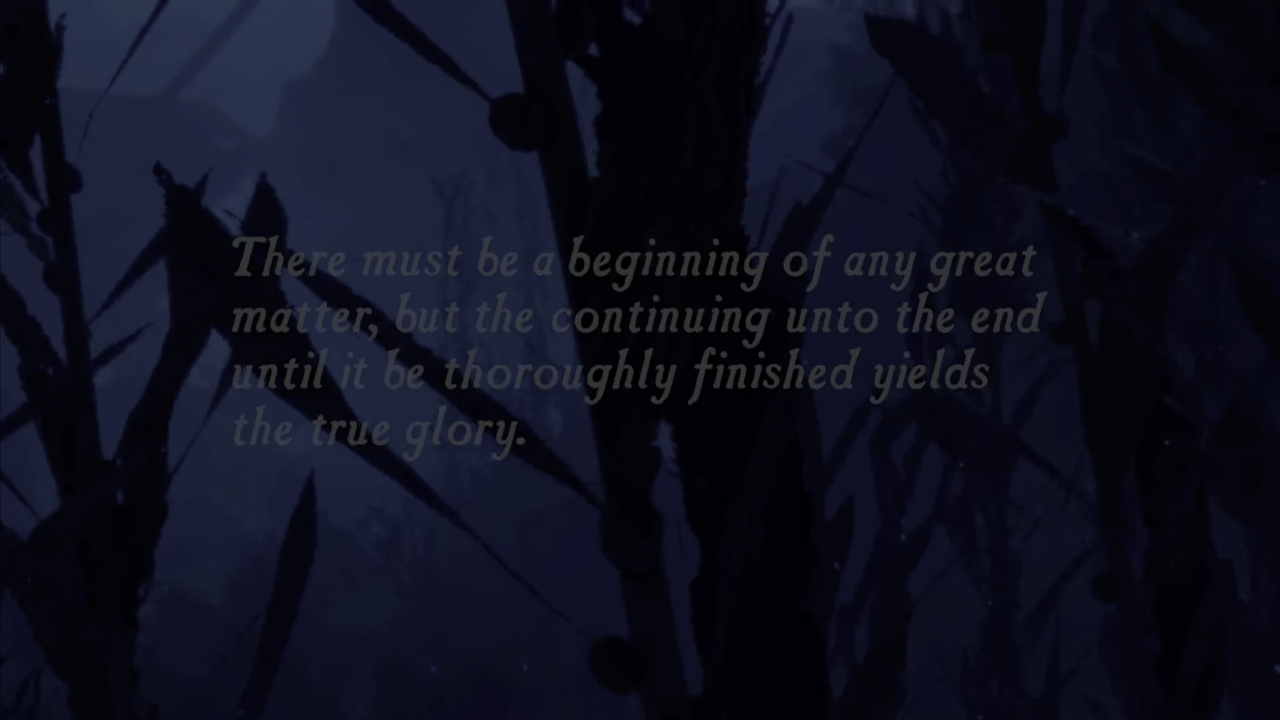 There must be a beginning of any great
matter, but the continuing unto the end
until it be thoroughly finished yields
the true glory.